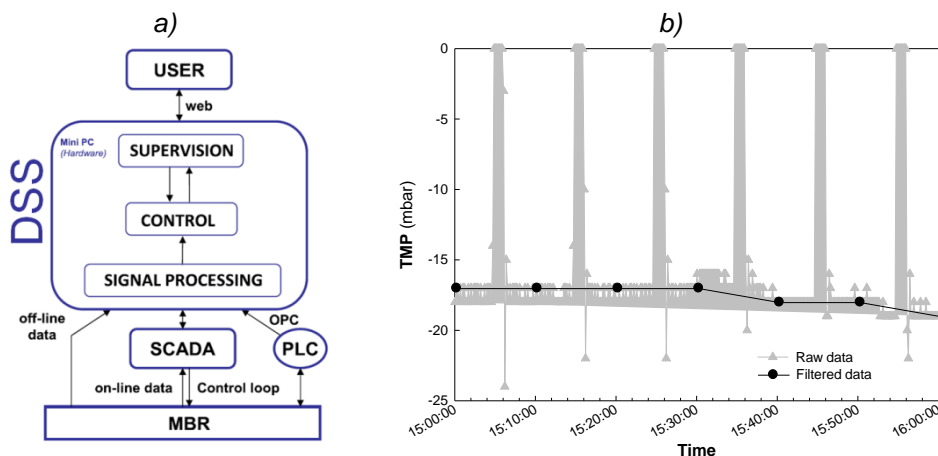 a)
USER
web
DSS
Mini PC
(Hardware)
SUPERVISION
CONTROL
SIGNAL PROCESSING
off-line
data
OPC
SCADA
PLC
on-line data
Control loop
MBR
b)
TMP (mbar)
0
-5
-10
-15
-20
-25
Raw data
Filtered data
15:00:00
15:10:00
15:20:00
15:30:00
15:40:00
15:50:00
16:00:00
Time